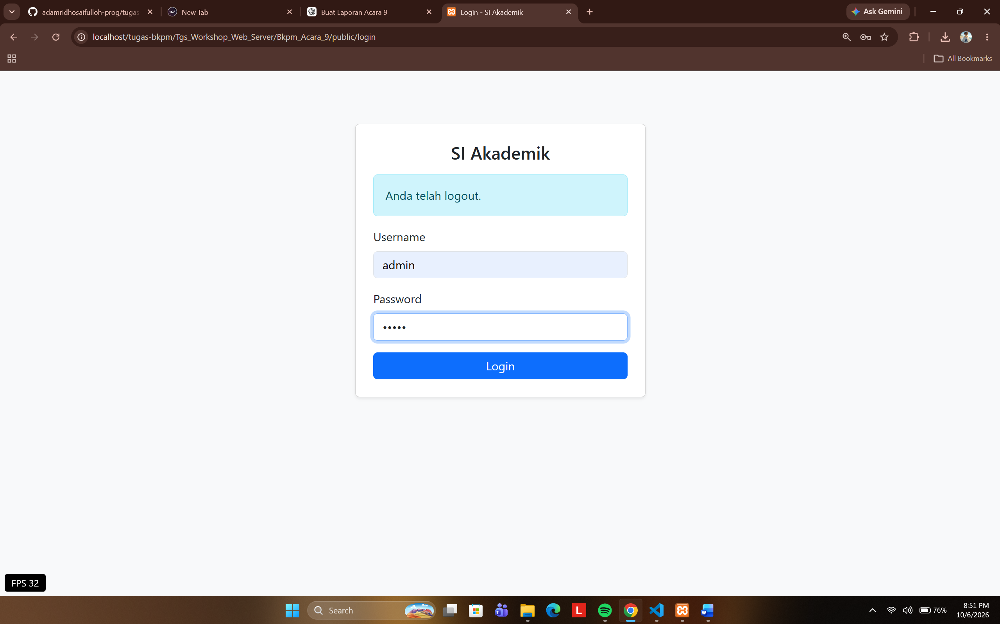 adamridhosaifulloh-prog/tugas
New Tab
Buat Laporan Acara 9
Login - SI Akademik
Ask Gemini
localhost/tugas-bkpm/Tgs_Workshop_Web_Server/Bkpm_Acara_9/public/login
All Bookmarks
SI Akademik
Anda telah logout.
Username
admin
Password
•••••
Login
FPS 32
Search
76%
8:51 PM
10/6/2026